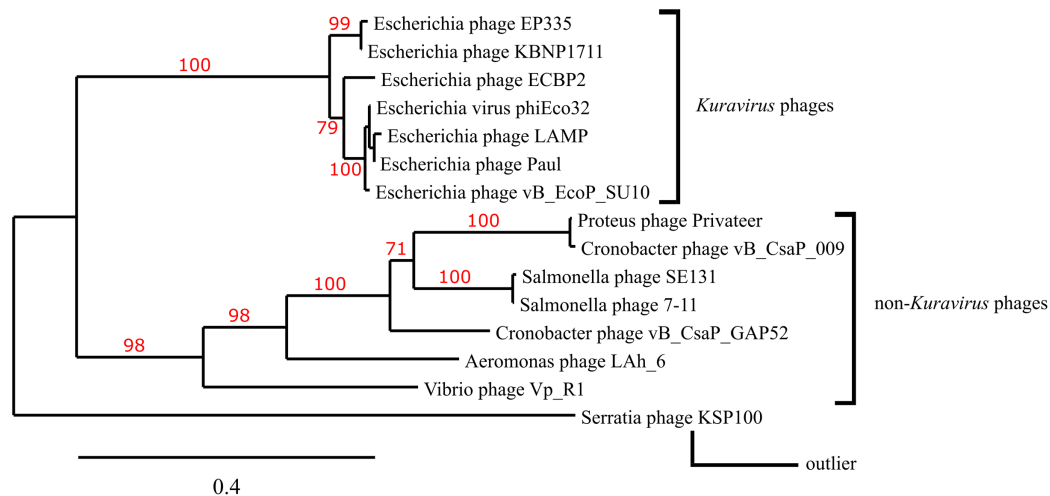 99
Escherichia phage EP335
Escherichia phage KBNP1711
100
Escherichia phage ECBP2
Kuravirus phages
Escherichia virus phiEco32
79
Escherichia phage LAMP
100
Escherichia phage Paul
Escherichia phage vB_EcoP_SU10
100
Proteus phage Privateer
71
Cronobacter phage vB_CsaP_009
100
Salmonella phage SE131
100
Salmonella phage 7-11
non-Kuravirus phages
98
Cronobacter phage vB_CsaP_GAP52
98
Aeromonas phage LAh_6
Vibrio phage Vp_R1
Serratia phage KSP100
outlier
0.4